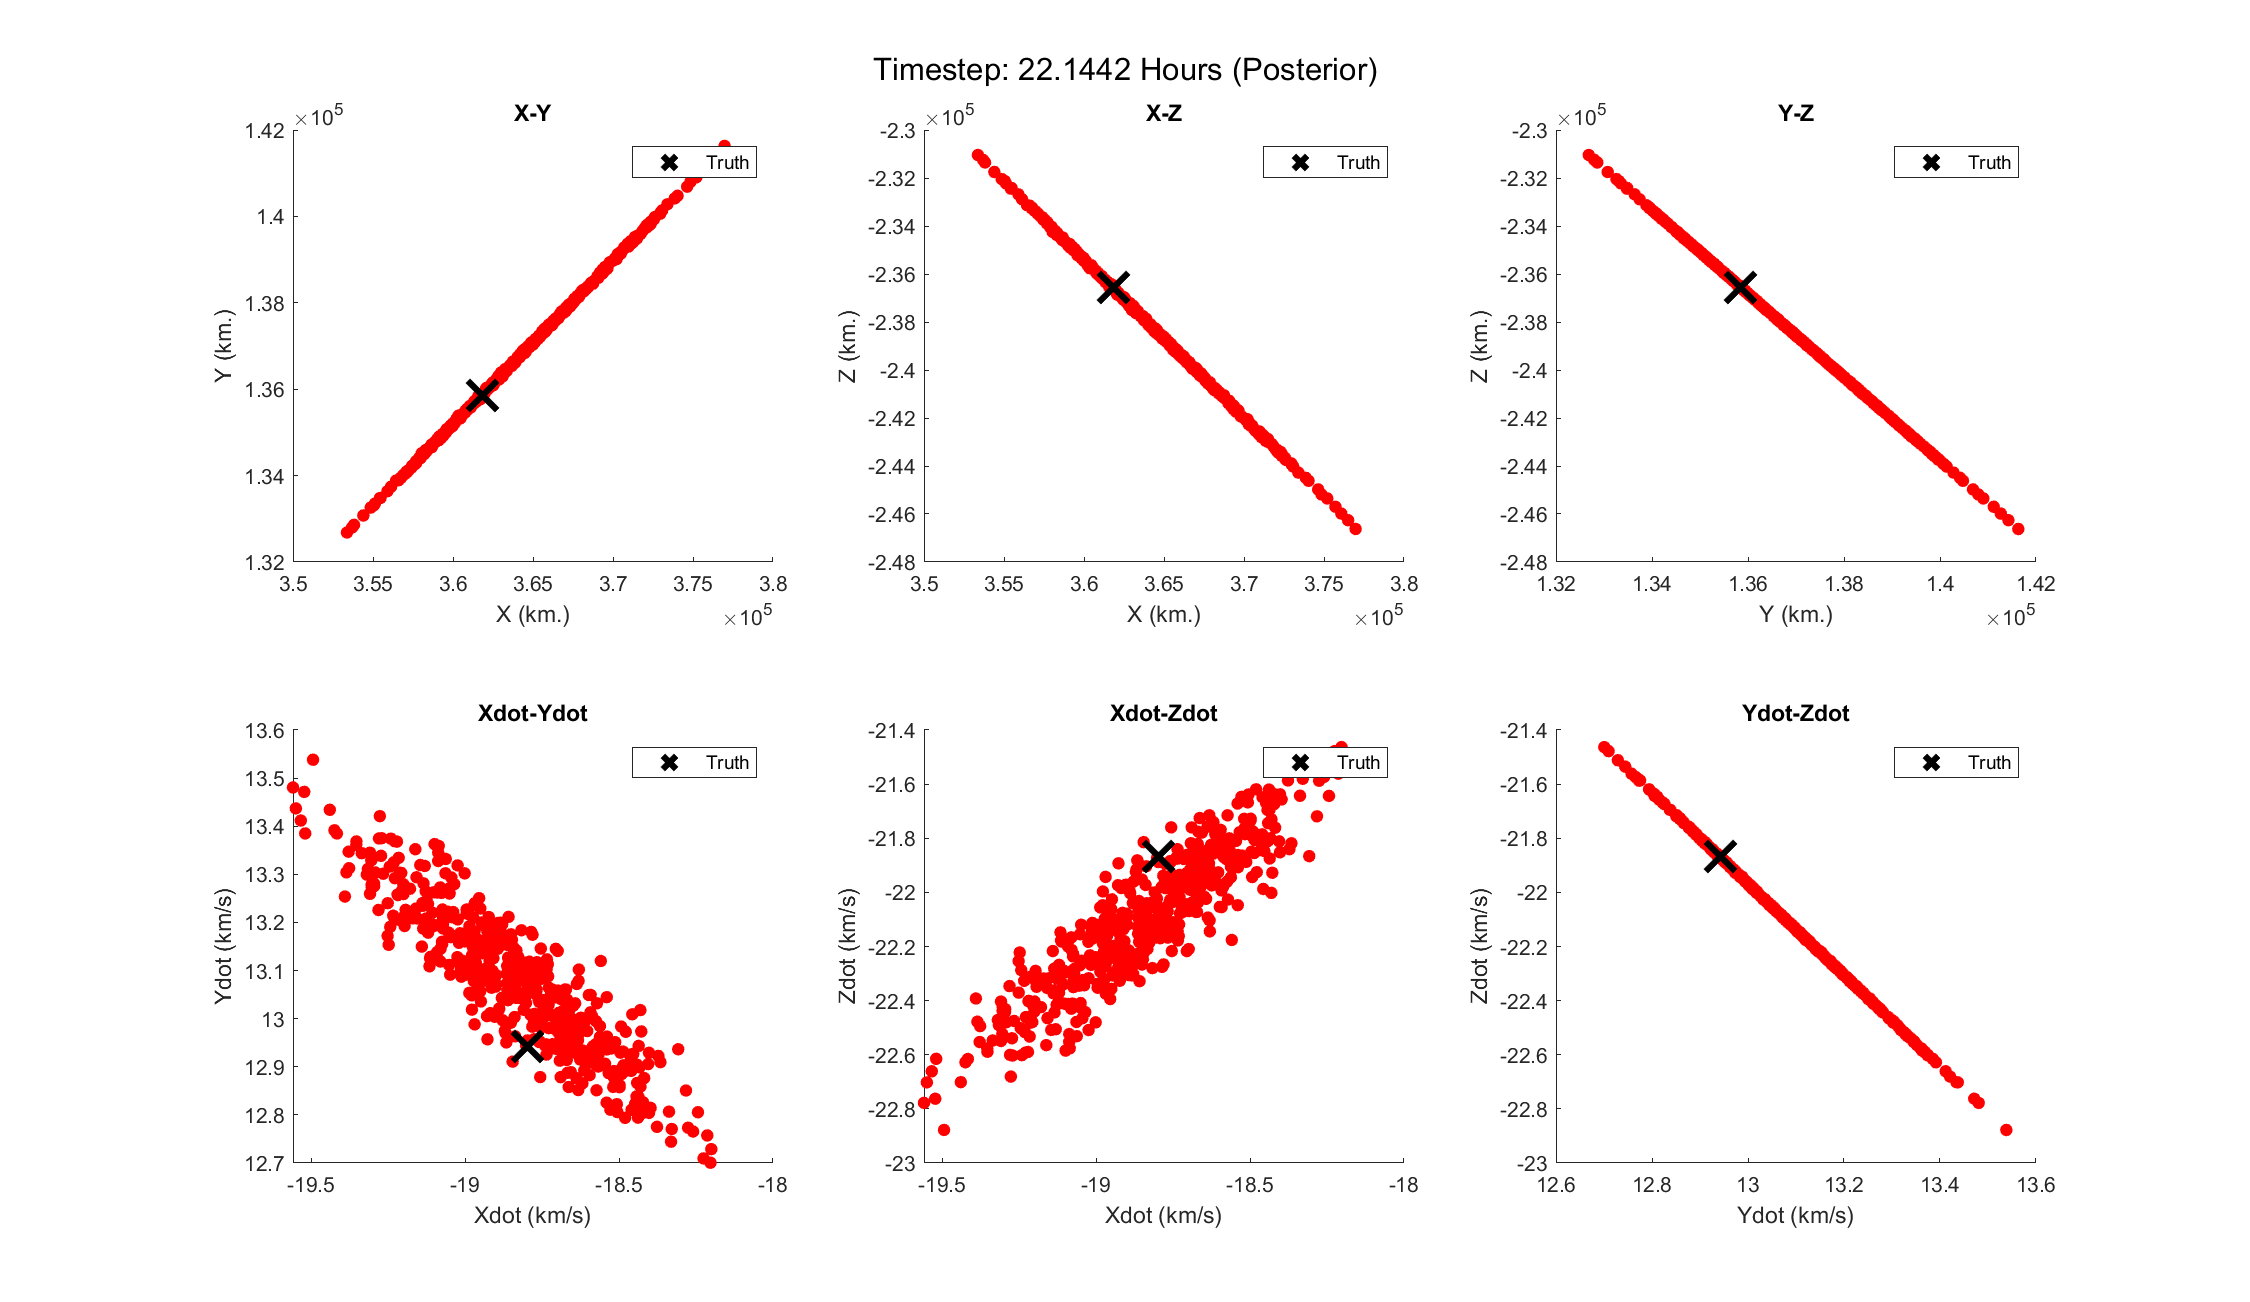 Timestep: 22.1442 Hours (Posterior)
X-Y
×10^5
1.42
1.4
1.38
1.36
1.34
1.32
Y (km.)
3.5 3.55 3.6 3.65 3.7 3.75 3.8
X (km.)
×10^5
Truth
X-Z
×10^5
-2.3
-2.32
-2.34
-2.36
-2.38
-2.4
-2.42
-2.44
-2.46
-2.48
Z (km.)
3.5 3.55 3.6 3.65 3.7 3.75 3.8
X (km.)
×10^5
Truth
Y-Z
×10^5
-2.3
-2.32
-2.34
-2.36
-2.38
-2.4
-2.42
-2.44
-2.46
-2.48
Z (km.)
1.32 1.34 1.36 1.38 1.4 1.42
Y (km.)
×10^5
Truth
Xdot-Ydot
13.6
13.5
13.4
13.3
13.2
13.1
13
12.9
12.8
12.7
Ydot (km/s)
-19.5 -19 -18.5 -18
Xdot (km/s)
Truth
Xdot-Zdot
-21.4
-21.6
-21.8
-22
-22.2
-22.4
-22.6
-22.8
-23
Zdot (km/s)
-19.5 -19 -18.5 -18
Xdot (km/s)
Truth
Ydot-Zdot
-21.4
-21.6
-21.8
-22
-22.2
-22.4
-22.6
-22.8
-23
Zdot (km/s)
12.6 12.8 13 13.2 13.4 13.6
Ydot (km/s)
Truth